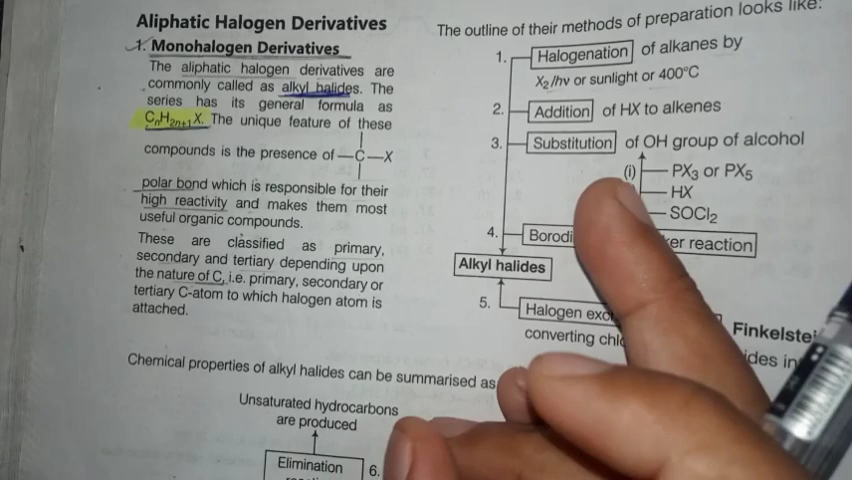 Aliphatic Halogen Derivatives
1. Monohalogen Derivatives
The aliphatic halogen derivatives are
commonly called as alkyl halides. The
series has its general formula as
CnH2n+1X. The unique feature of these
compounds is the presence of —C—X
polar bond which is responsible for their
high reactivity and makes them most
useful organic compounds.
These are classified as primary,
secondary and tertiary depending upon
the nature of C, i.e. primary, secondary or
tertiary C-atom to which halogen atom is
attached.
The outline of their methods of preparation looks like:
1. Halogenation of alkanes by
X2/hν or sunlight or 400°C
2. Addition of HX to alkenes
3. Substitution of OH group of alcohol
(i) PX3 or PX5
HX
SOCl2
4. reaction
Alkyl halides
5. Halogen
converting
Chemical properties of alkyl halides can be summarised as
Unsaturated hydrocarbons
are produced
Elimination
6.